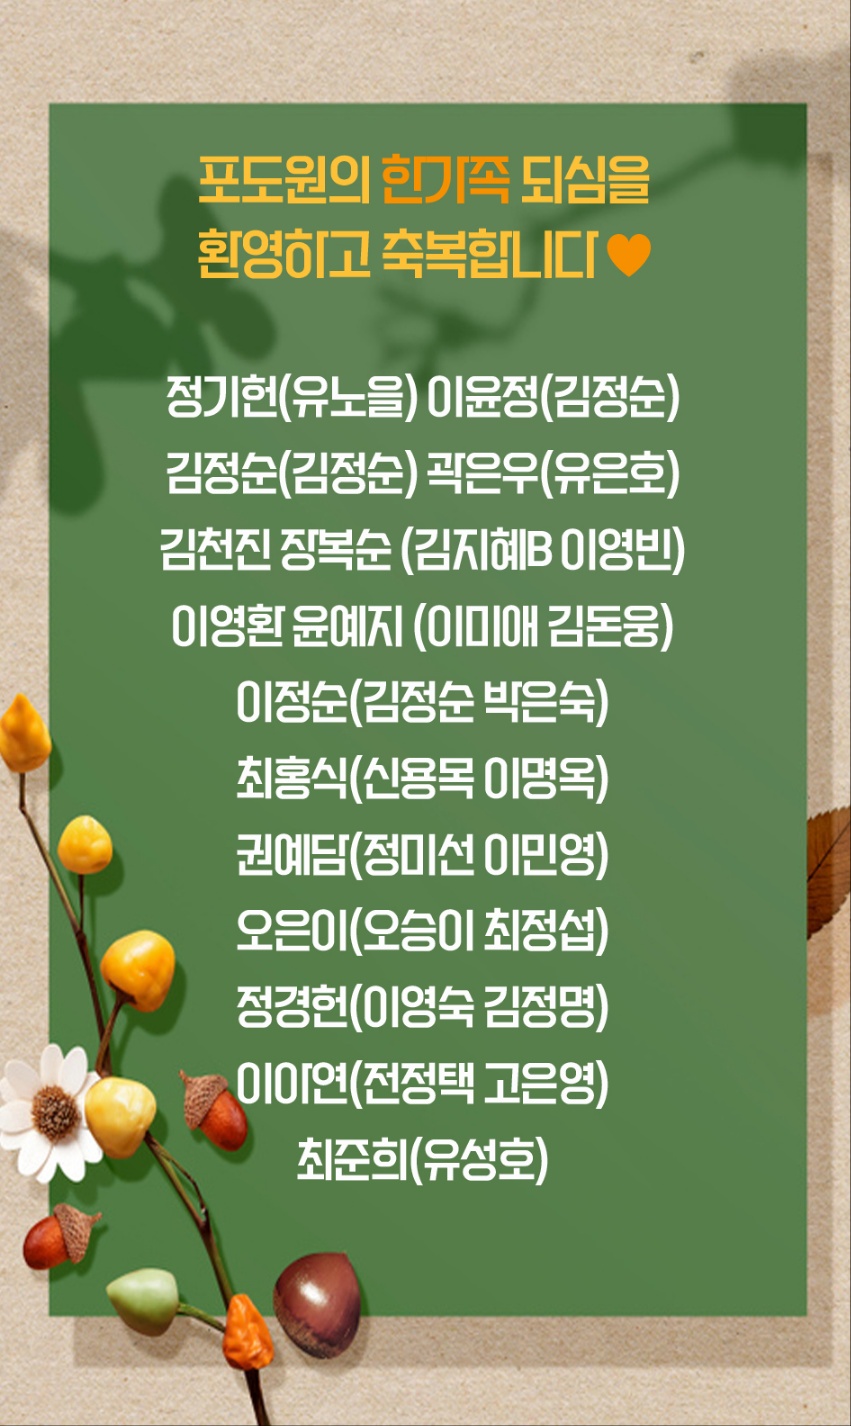 포도원의 한가족 되심을
환영하고 축복합니다🧡
정기헌(유노을) 이윤정(김정순)
김정순(김정순) 곽은우(유은호)
김천진 장복순 (김지혜B 이영빈)
이영환 윤예지 (이미애 김돈웅)
이정순(김정순 박은숙)
최홍식(신용목 이명옥)
권예담(정미선 이민영)
오은이(오승이 최정섭)
정경헌(이영숙 김정명)
이아연(전정택 고은영)
최준희(유성호)